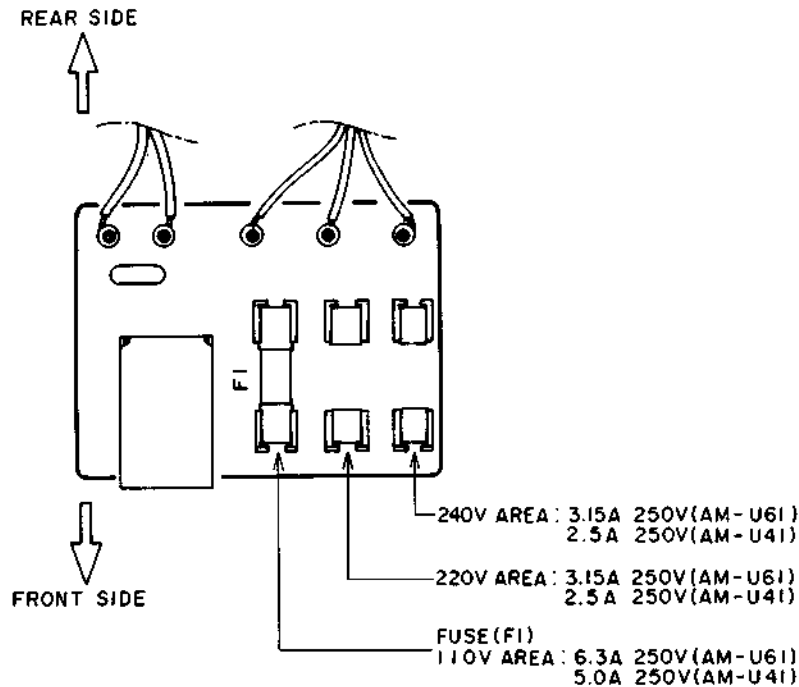 REAR SIDE
F1
240V AREA: 3.15A 250V(AM-U61)
2.5A 250V(AM-U41)
220V AREA: 3.15A 250V(AM-U61)
2.5A 250V(AM-U41)
FRONT SIDE
FUSE(F1)
110V AREA: 6.3A 250V(AM-U61)
5.0A 250V(AM-U41)